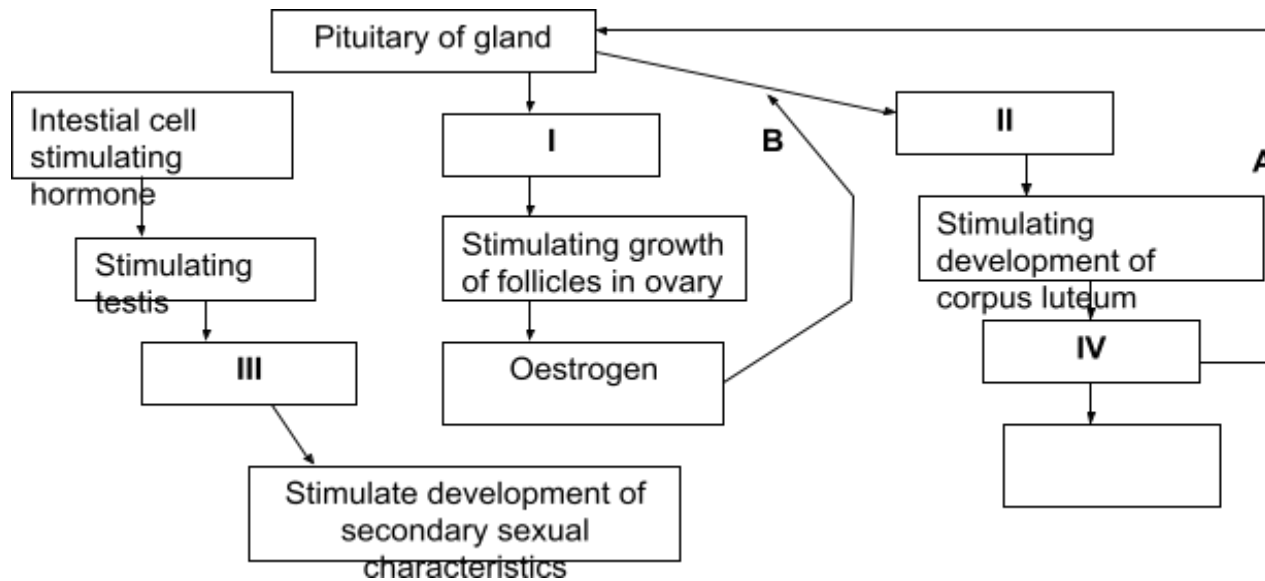 Pituitary of gland
Intestial cell
stimulating
hormone
I
B
II
A
Stimulating
testis
Stimulating growth
of follicles in ovary
Stimulating
development of
corpus luteum
III
Oestrogen
IV
Stimulate development of
secondary sexual
characteristics